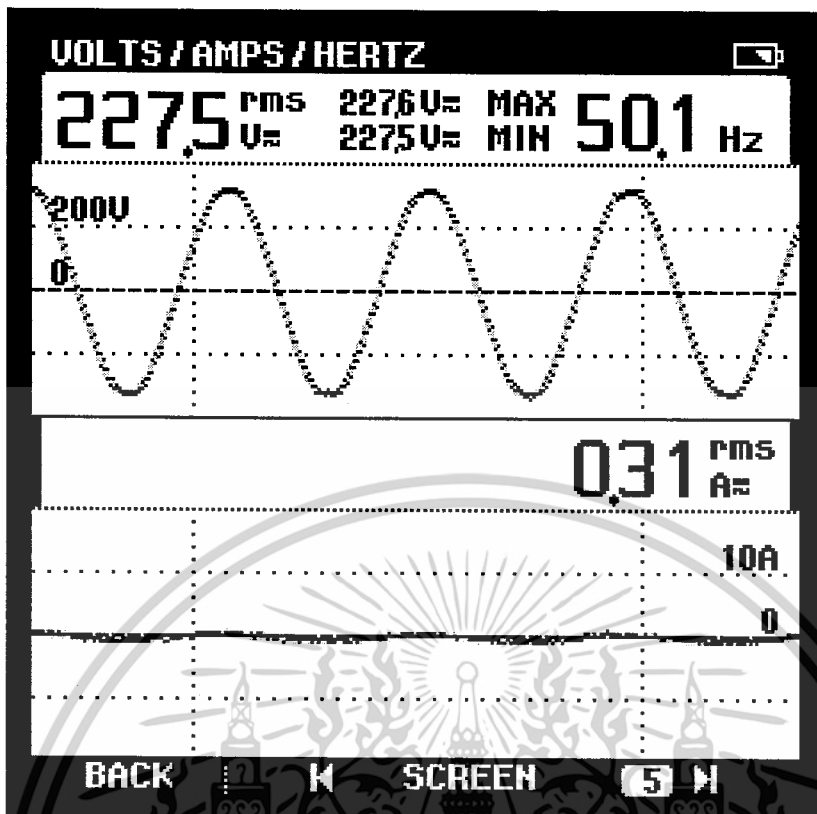 VOLTS / AMPS / HERTZ
227,5 rms V≂ 227,6 V≂ MAX 50,1 Hz
227,5 V≂ MIN
200V
0
0,31 rms A≂
10A
0
BACK SCREEN 5